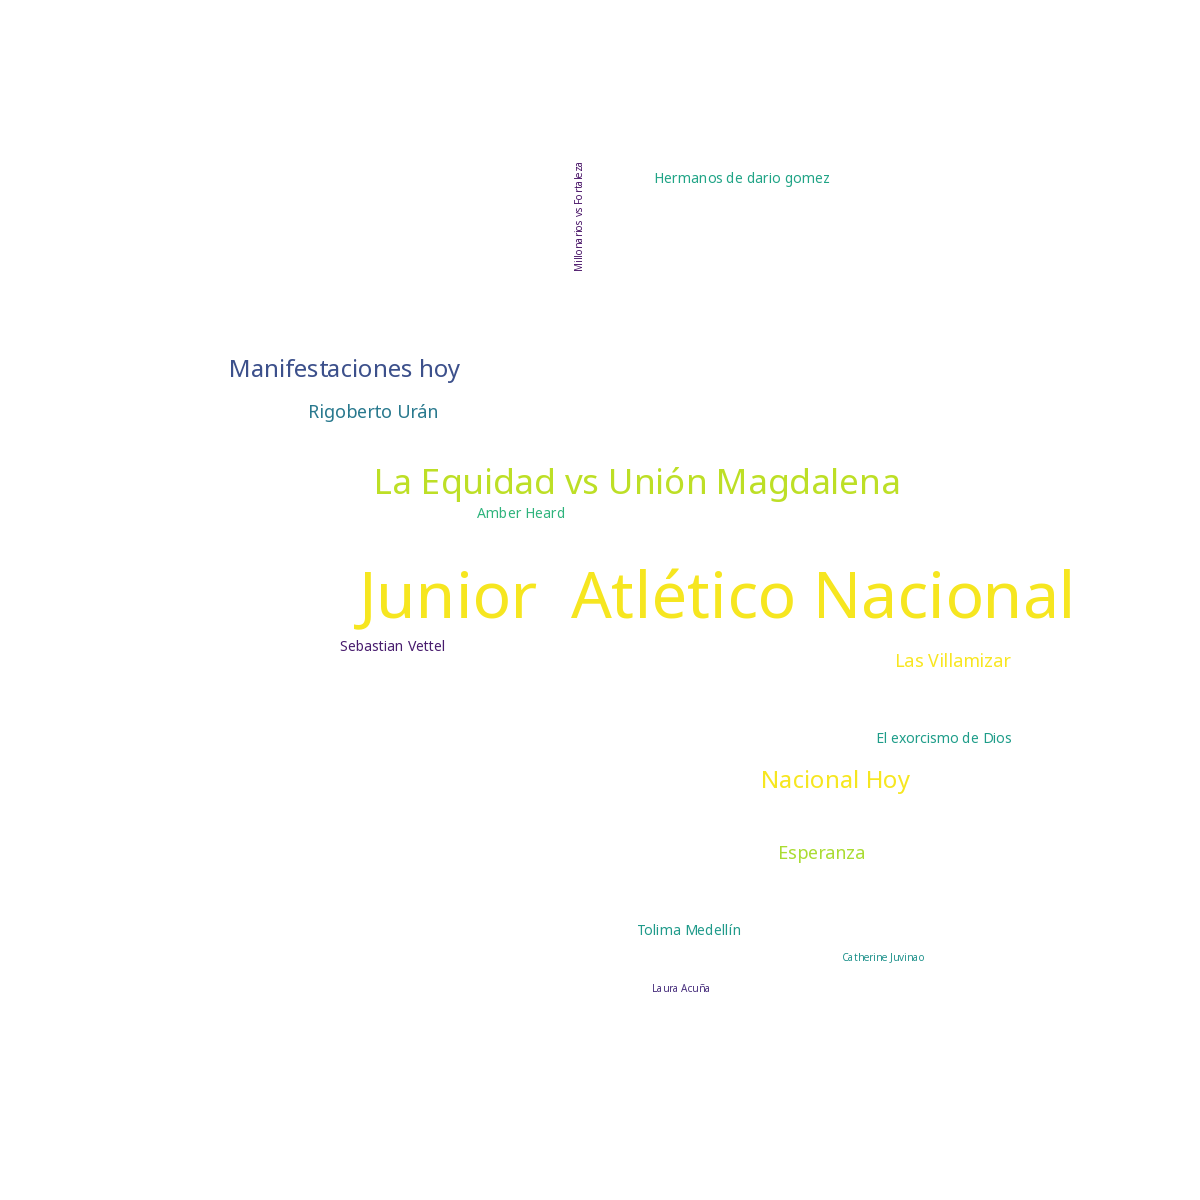 Millonarios vs Fortaleza
Hermanos de dario gomez
Manifestaciones hoy
Rigoberto Urán
La Equidad vs Unión Magdalena
Amber Heard
Junior  Atlético Nacional
Sebastian Vettel
Las Villamizar
El exorcismo de Dios
Nacional Hoy
Esperanza
Tolima Medellín
Catherine Juvinao
Laura Acuña